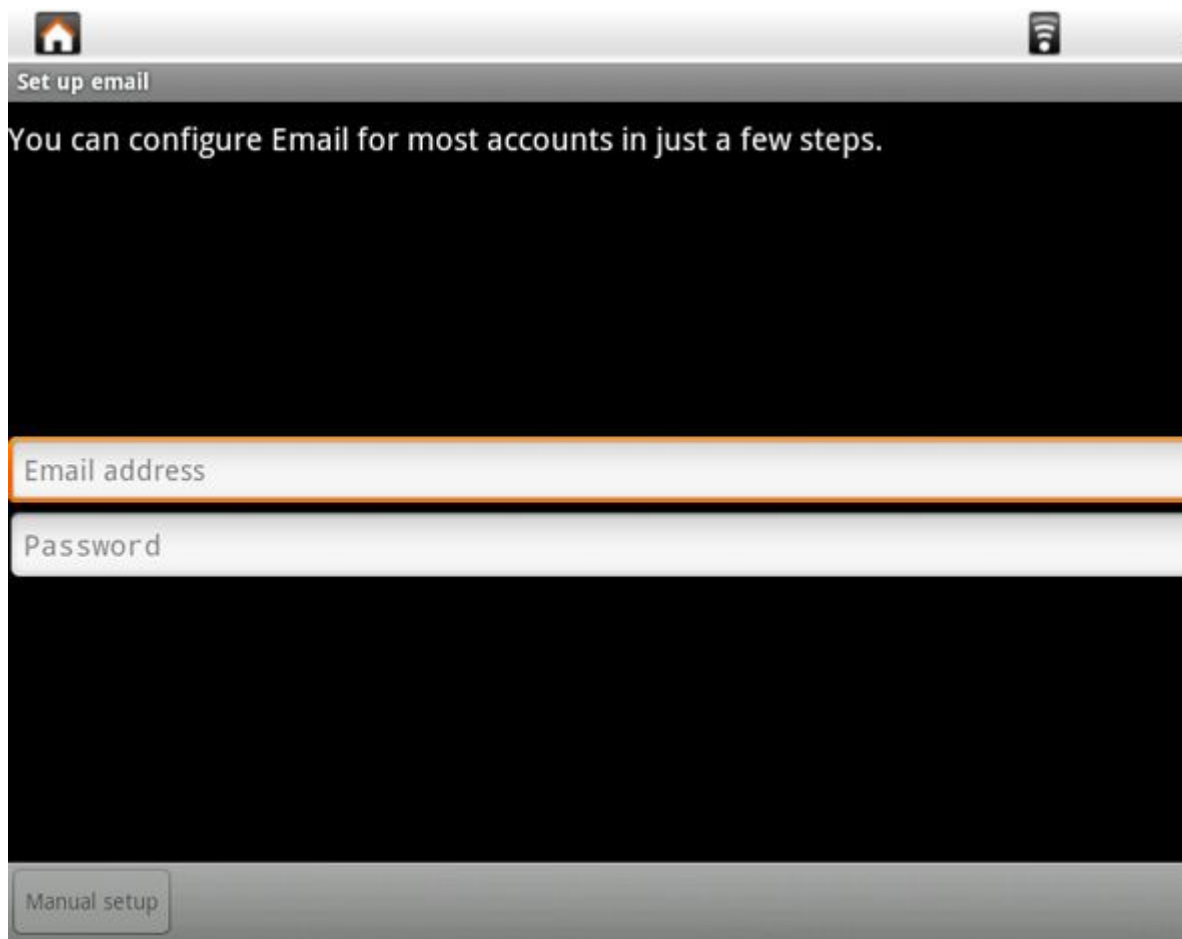 Set up email
You can configure Email for most accounts in just a few steps.
Email address
Password
Manual setup